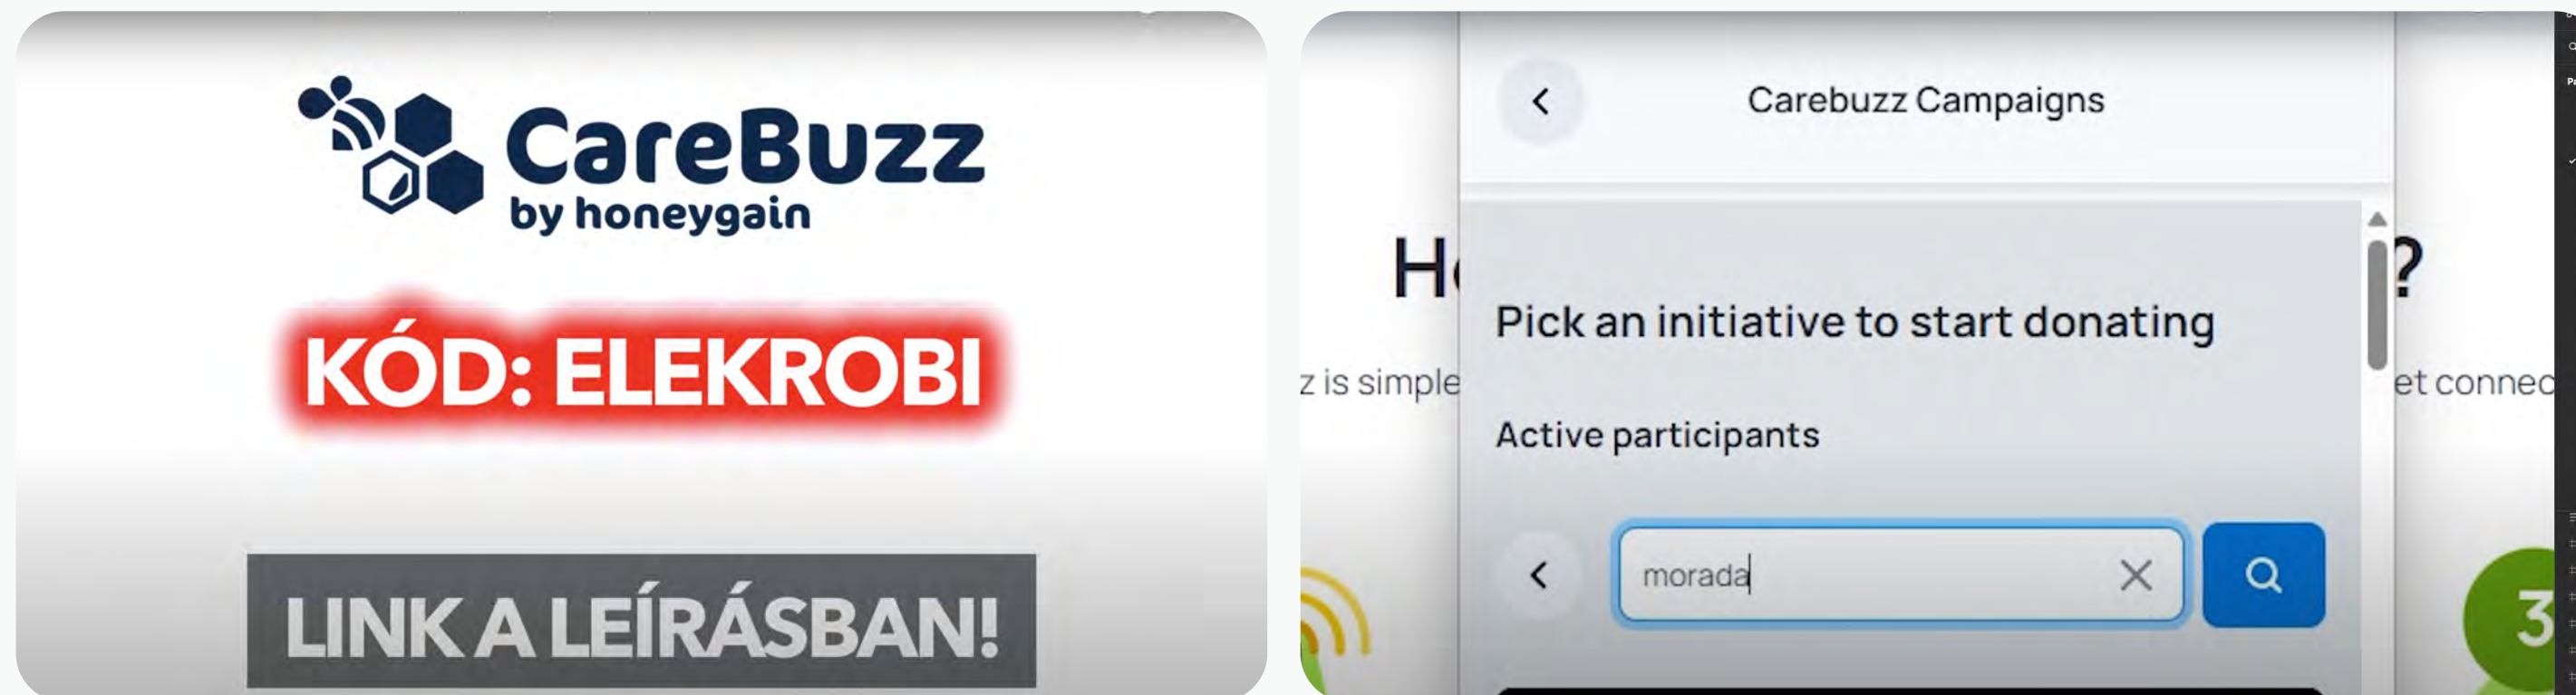 CareBuzz
by honeygain
KÓD: ELEKROBI
LINK A LEÍRÁSBAN!
Carebuzz Campaigns
?
Pick an initiative to start donating
z is simple
et connec
Active participants
morada
3